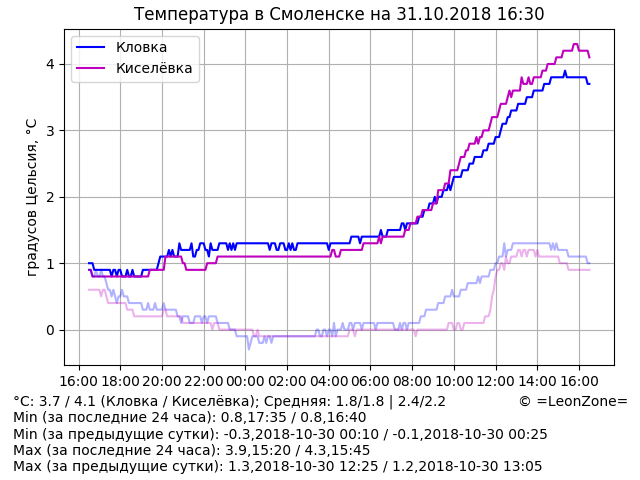 Температура в Смоленске на 31.10.2018 16:30
Кловка
Киселёвка
градусов Цельсия, °C
4
3
2
1
0
16:00 18:00 20:00 22:00 00:00 02:00 04:00 06:00 08:00 10:00 12:00 14:00 16:00
°C: 3.7 / 4.1 (Кловка / Киселёвка); Средняя: 1.8/1.8 | 2.4/2.2 © =LeonZone=
Min (за последние 24 часа): 0.8,17:35 / 0.8,16:40
Min (за предыдущие сутки): -0.3,2018-10-30 00:10 / -0.1,2018-10-30 00:25
Max (за последние 24 часа): 3.9,15:20 / 4.3,15:45
Max (за предыдущие сутки): 1.3,2018-10-30 12:25 / 1.2,2018-10-30 13:05